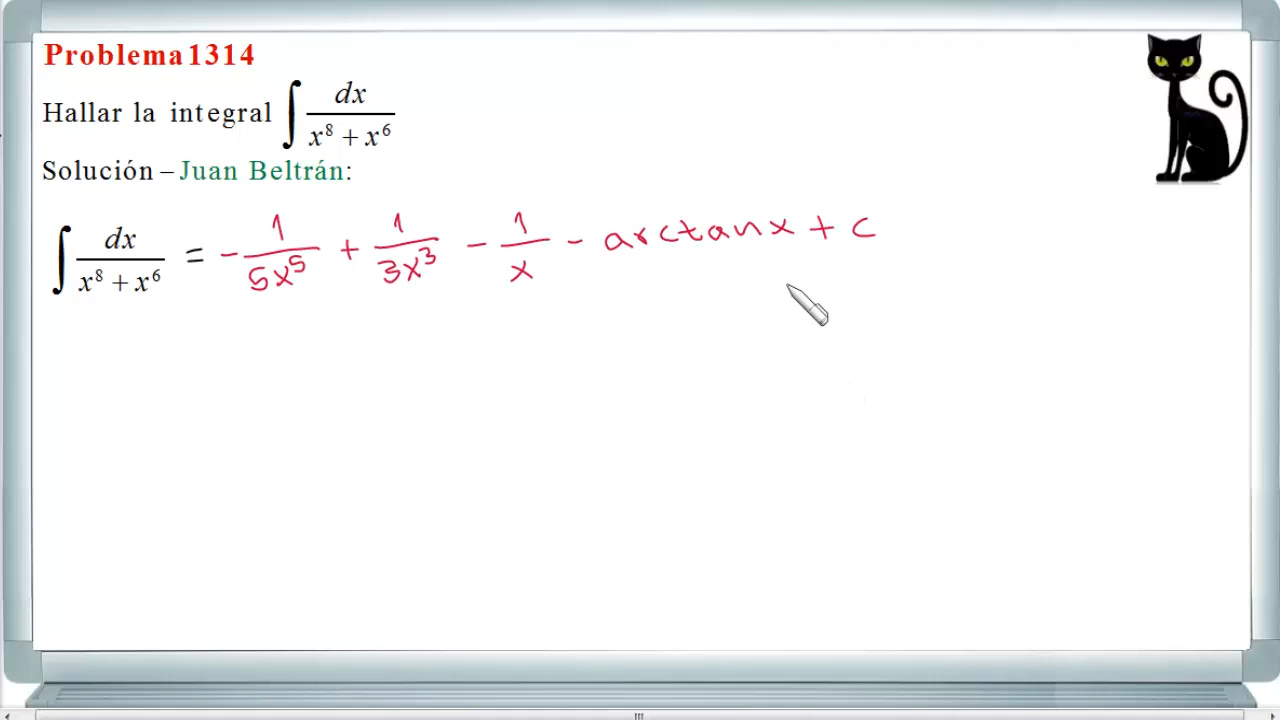 Problema 1314
Hallar la integral ∫ dx / (x⁸ + x⁶)
Solución – Juan Beltrán:
∫ dx / (x⁸ + x⁶) = - 1/(5x⁵) + 1/(3x³) - 1/x - arctan x + c